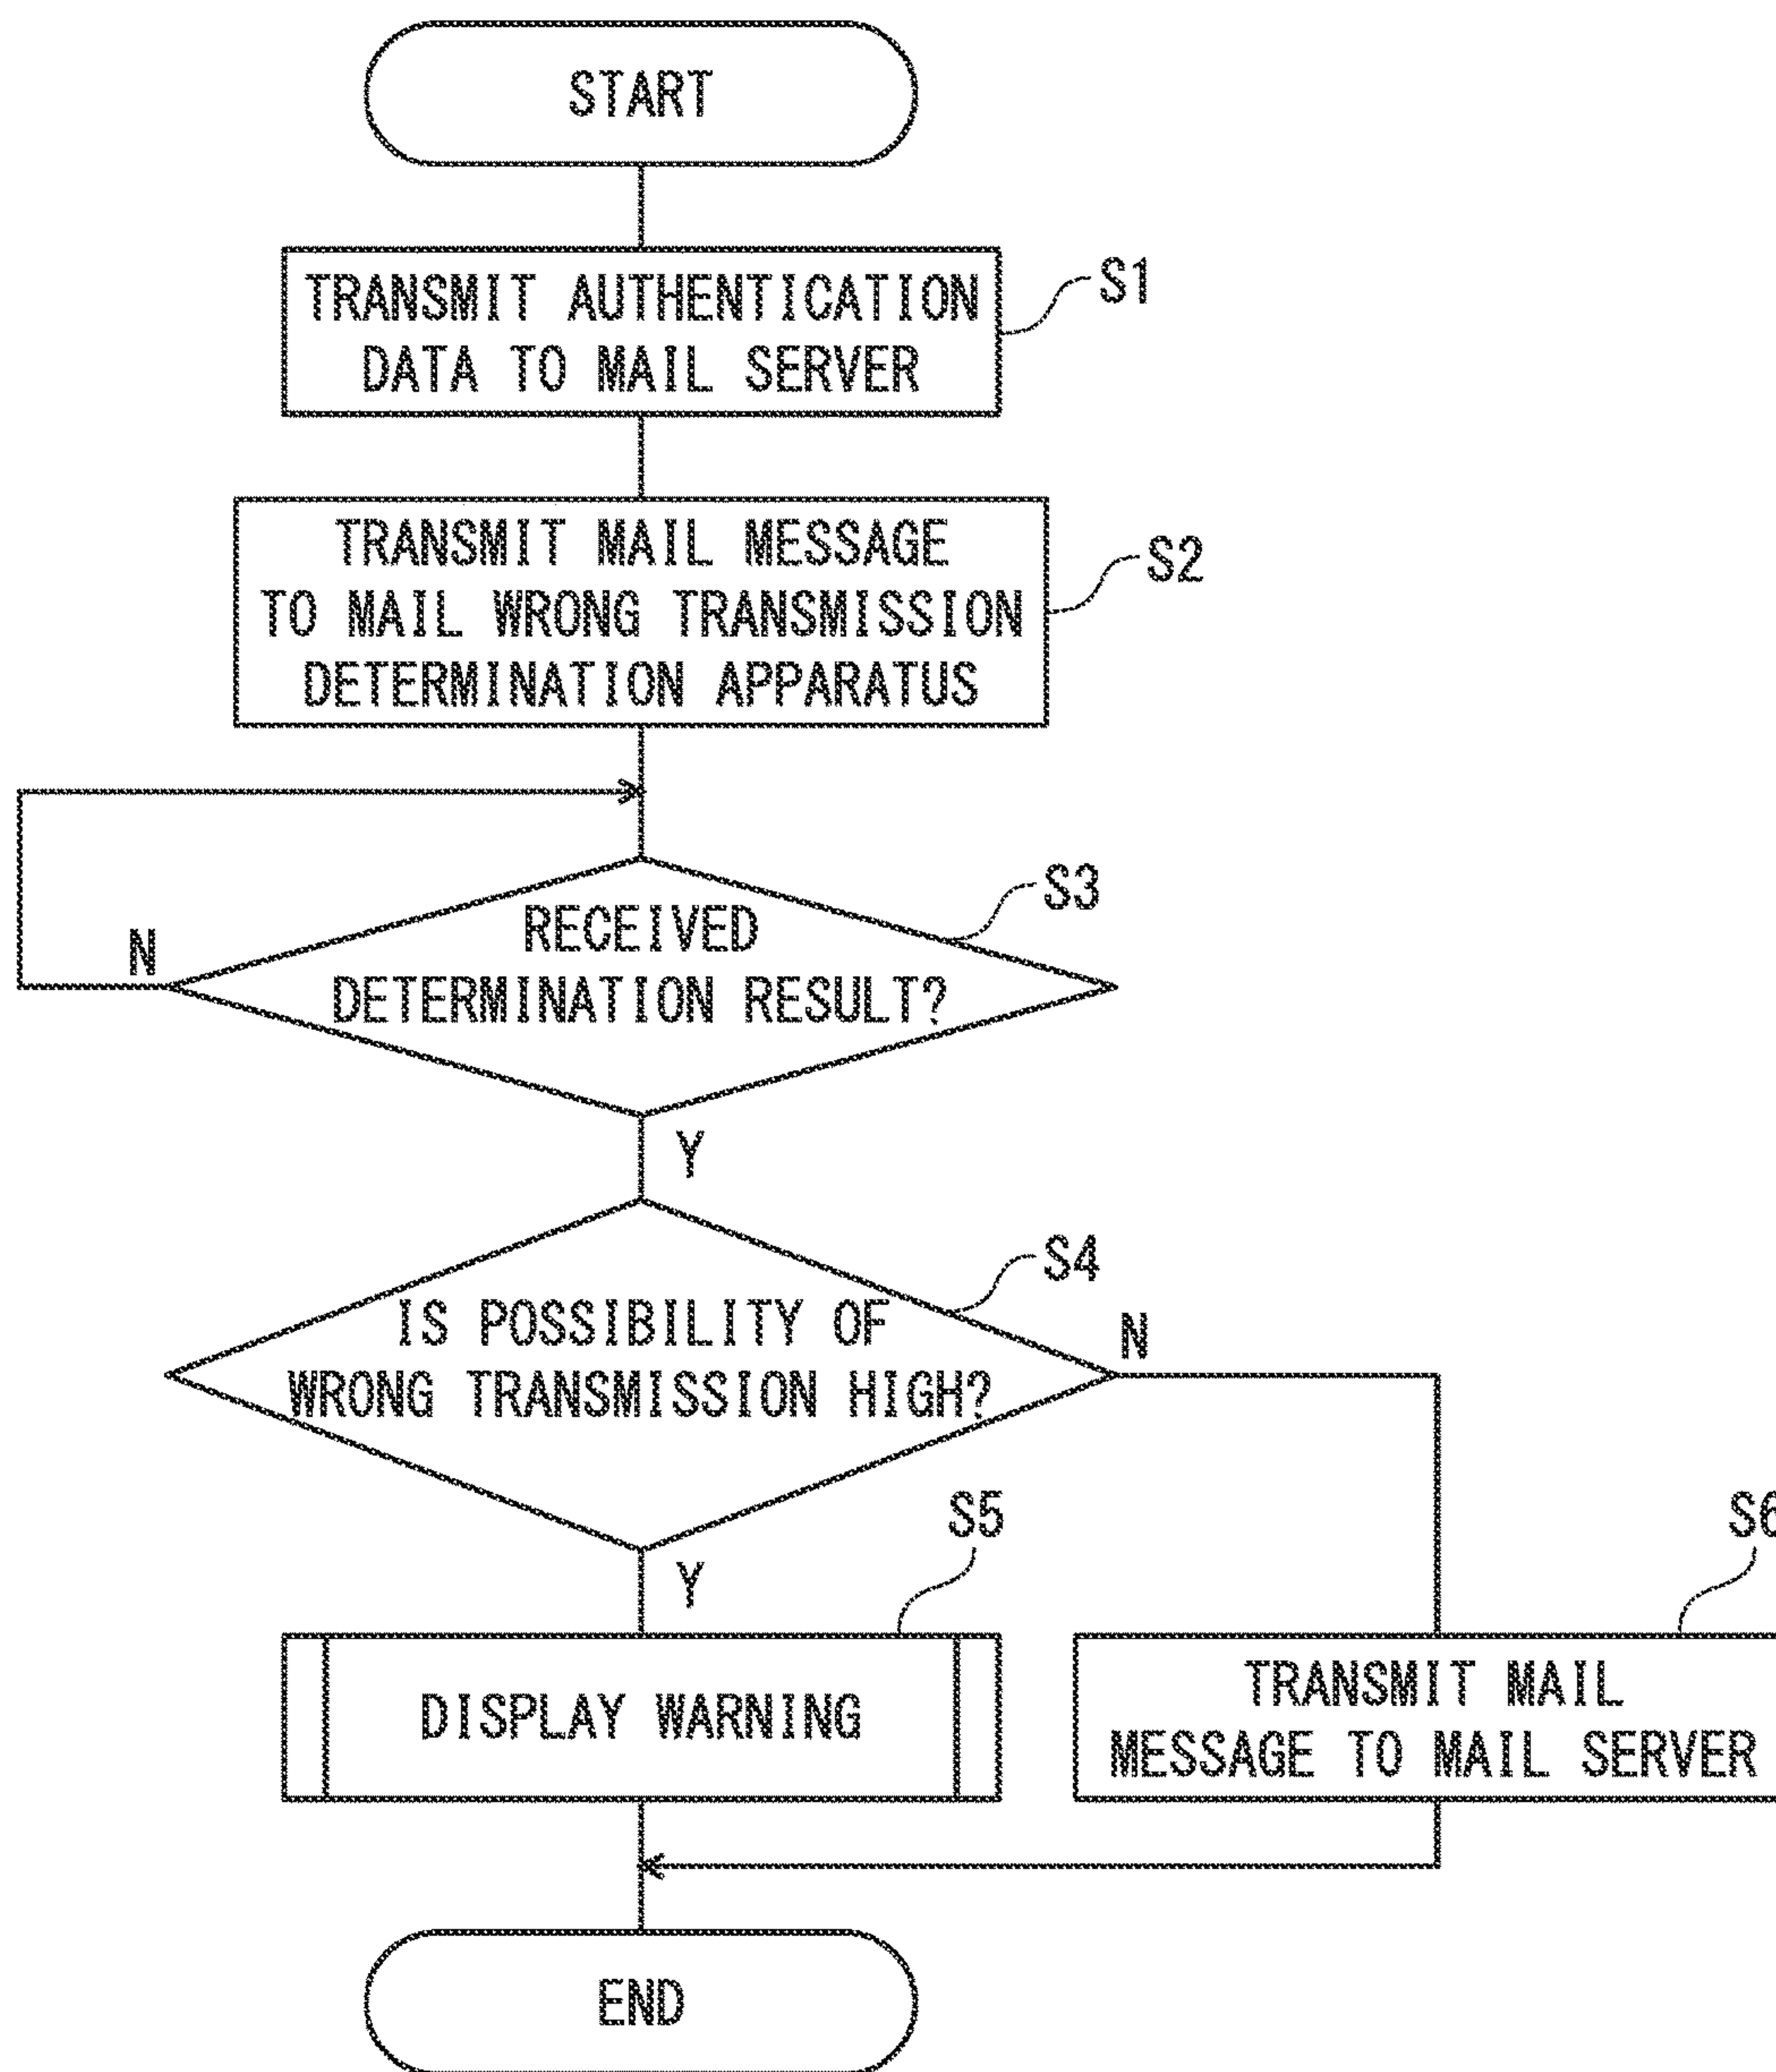 START
TRANSMIT AUTHENTICATION
DATA TO MAIL SERVER
S1
TRANSMIT MAIL MESSAGE
TO MAIL WRONG TRANSMISSION
DETERMINATION APPARATUS
S2
RECEIVED
DETERMINATION RESULT?
S3
N
Y
IS POSSIBILITY OF
WRONG TRANSMISSION HIGH?
S4
N
Y
S5
DISPLAY WARNING
S6
TRANSMIT MAIL
MESSAGE TO MAIL SERVER
END